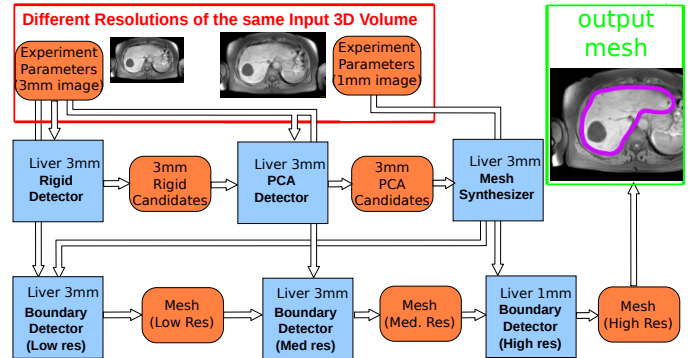 Different Resolutions of the same Input 3D Volume
Experiment
Parameters
(3mm image)
Experiment
Parameters
(1mm image)
output
mesh
Liver 3mm
Rigid
Detector
3mm
Rigid
Candidates
Liver 3mm
PCA
Detector
3mm
PCA
Candidates
Liver 3mm
Mesh
Synthesizer
Liver 3mm
Boundary
Detector
(Low res)
Mesh
(Low Res)
Liver 3mm
Boundary
Detector
(Med res)
Mesh
(Med. Res)
Liver 1mm
Boundary
Detector
(High res)
Mesh
(High Res)